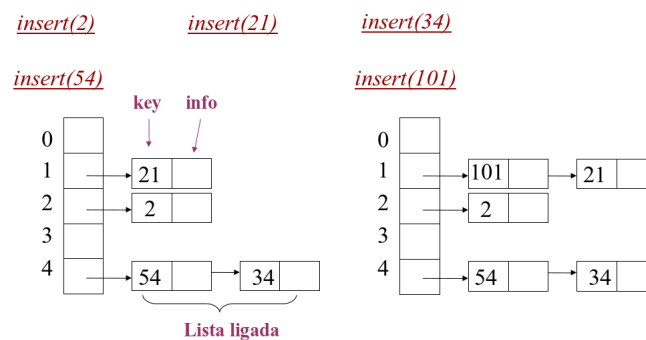 insert(2) insert(21) insert(34)
insert(54) insert(101)
key info
0
1 21
2 2
3
4 54 34
Lista ligada
0
1 101 21
2 2
3
4 54 34